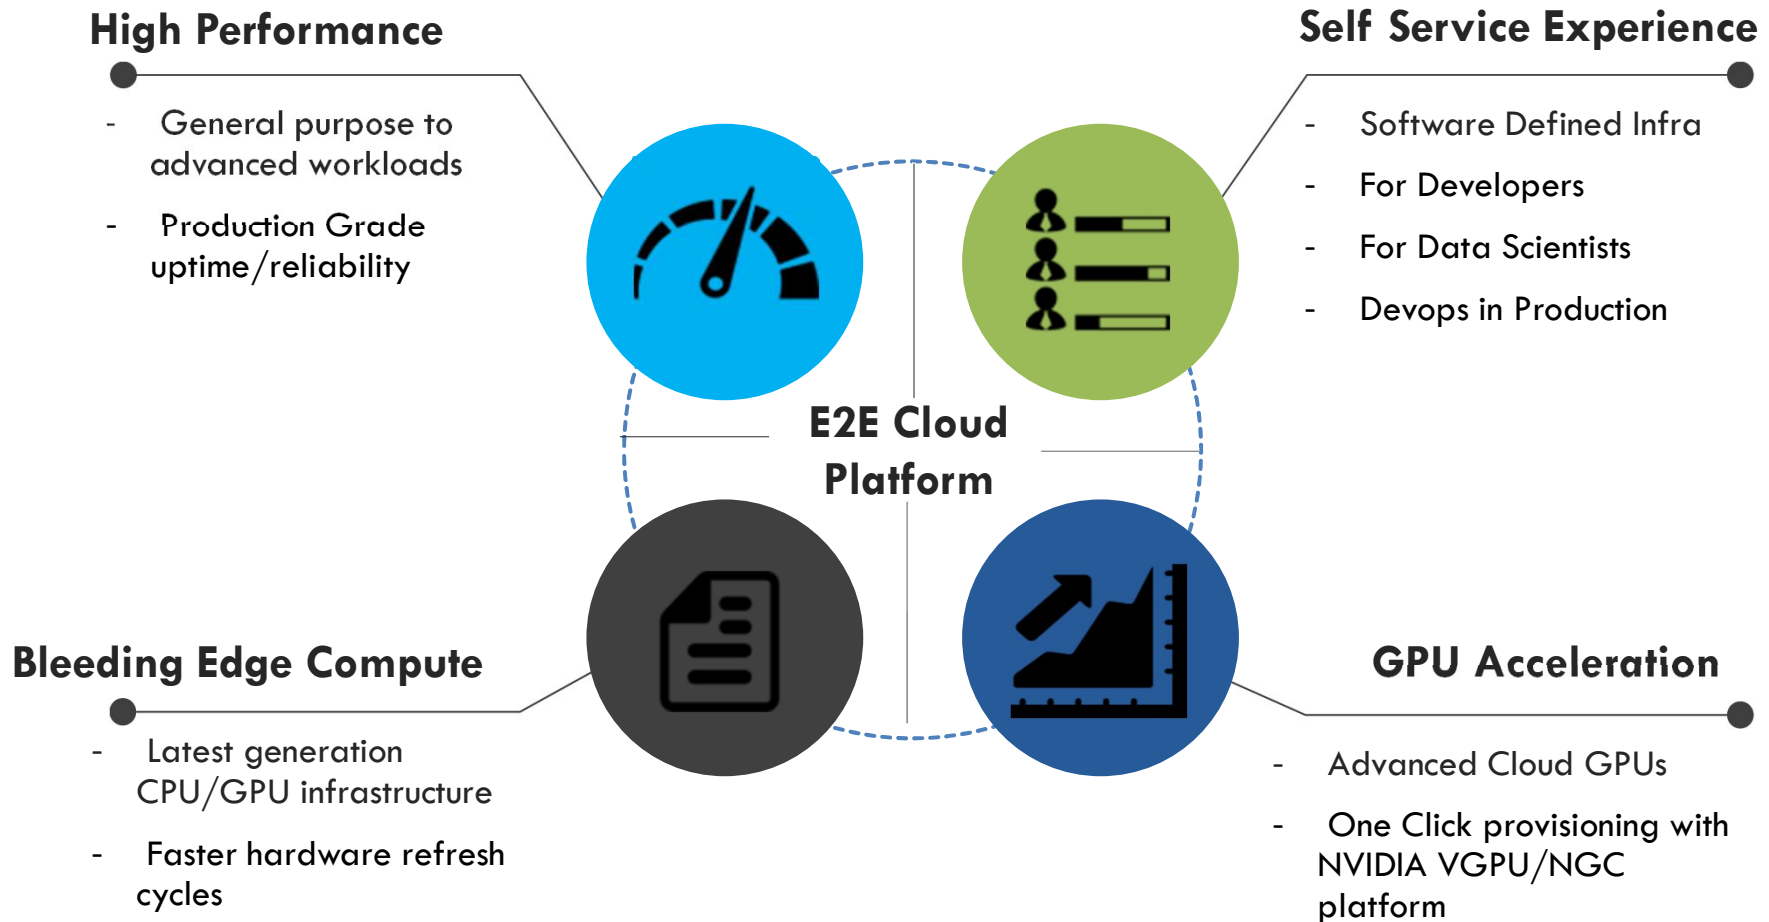 High Performance
- General purpose to
advanced workloads
- Production Grade
uptime/reliability
Self Service Experience
- Software Defined Infra
- For Developers
- For Data Scientists
- Devops in Production
E2E Cloud
Platform
Bleeding Edge Compute
- Latest generation
CPU/GPU infrastructure
- Faster hardware refresh
cycles
GPU Acceleration
- Advanced Cloud GPUs
- One Click provisioning with
NVIDIA VGPU/NGC
platform